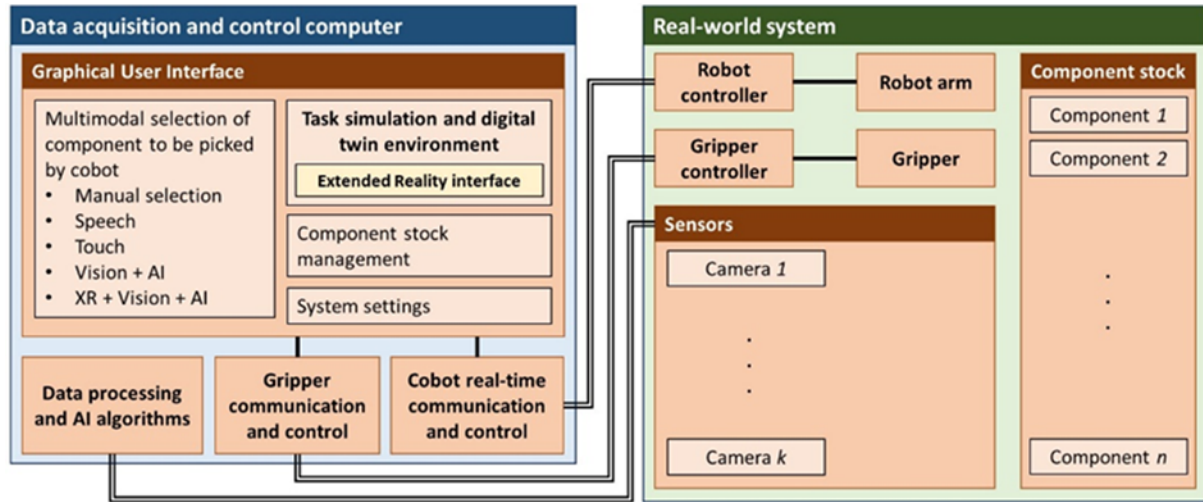 Data acquisition and control computer
Graphical User Interface
Multimodal selection of
component to be picked
by cobot
• Manual selection
• Speech
• Touch
• Vision + AI
• XR + Vision + AI
Task simulation and digital
twin environment
Extended Reality interface
Component stock
management
System settings
Data processing
and AI algorithms
Gripper
communication
and control
Cobot real-time
communication
and control
Real-world system
Robot
controller
Robot arm
Gripper
controller
Gripper
Sensors
Camera 1
.
.
.
Camera k
Component stock
Component 1
Component 2
.
.
.
Component n